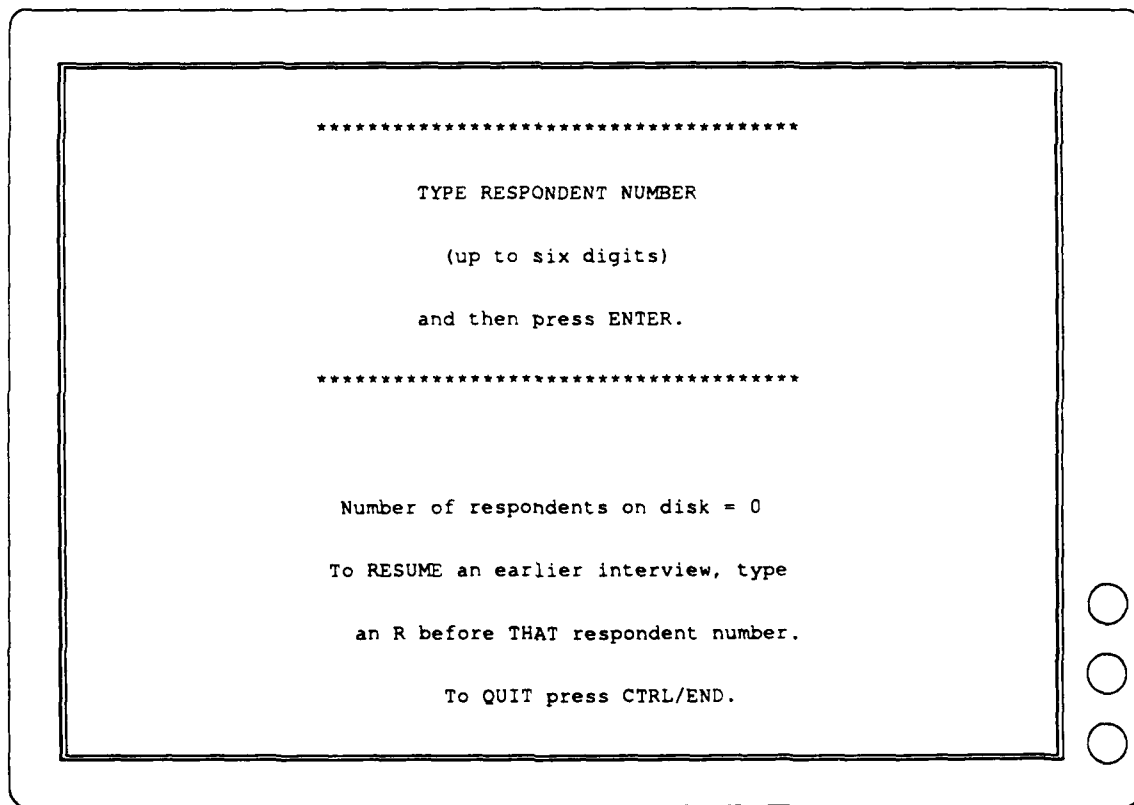 **************************************
TYPE RESPONDENT NUMBER
(up to six digits)
and then press ENTER.
**************************************
Number of respondents on disk = 0
To RESUME an earlier interview, type
an R before THAT respondent number.
To QUIT press CTRL/END.